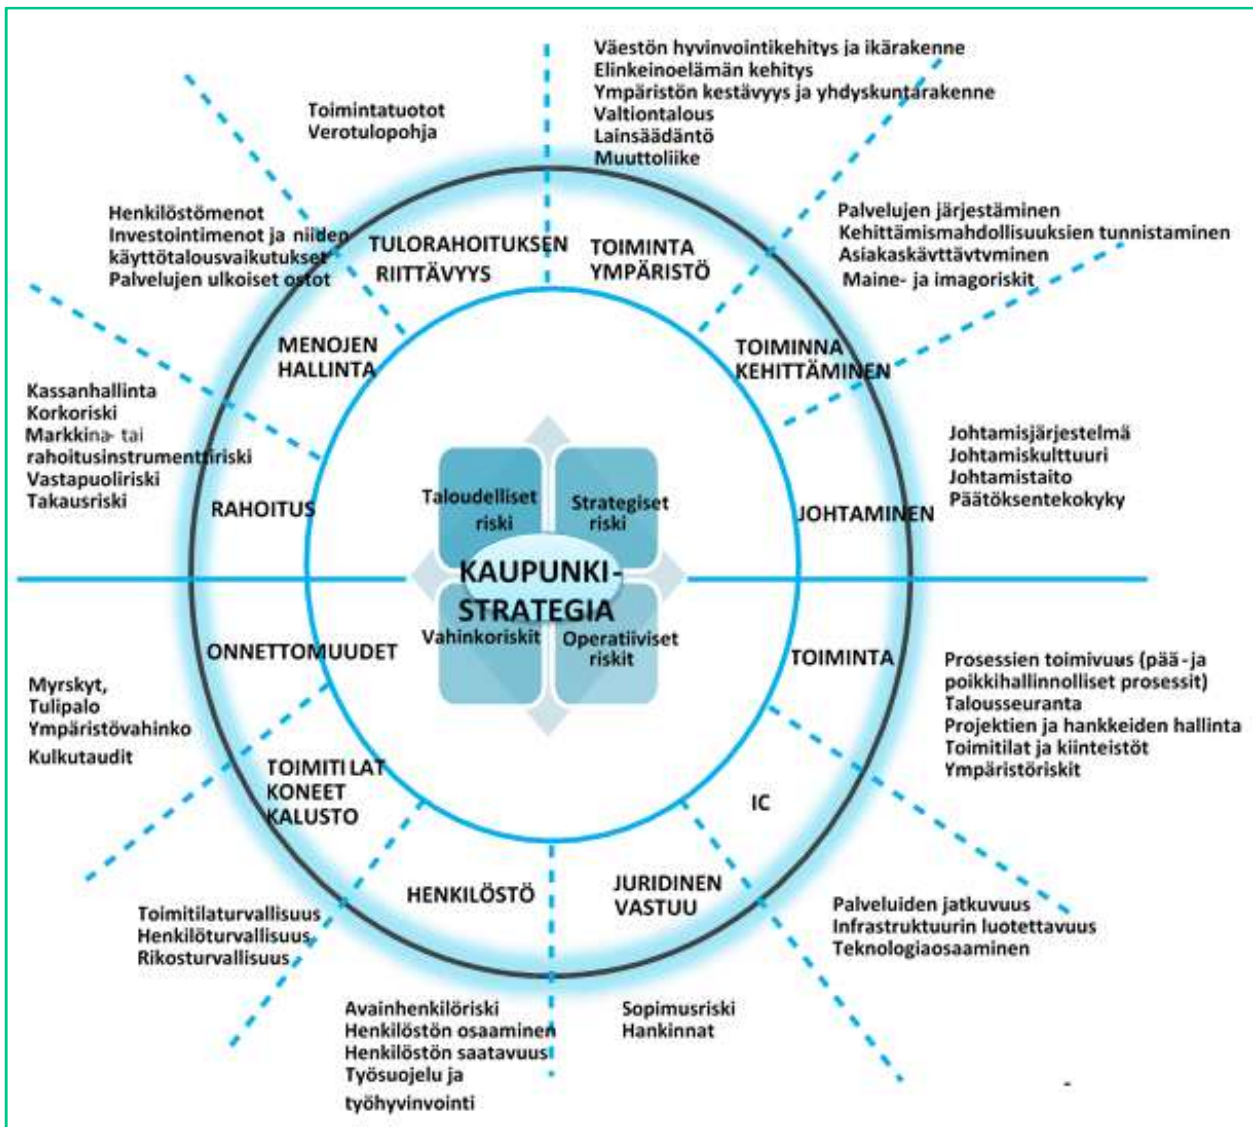 Väestön hyvinvointikehitys ja ikärakenne
Elinkeinoelämän kehitys
Ympäristön kestävyys ja yhdyskuntarakenne
Valtiontalous
Lainsäädäntö
Muuttoliike
Toimintatuotot
Verotulopohja
Henkilöstömenot
Investointimenot ja niiden
käyttötalousvaikutukset
Palvelujen ulkoiset ostot
Palvelujen järjestäminen
Kehittämismahdollisuuksien tunnistaminen
Asiakaskäyttäytyminen
Maine- ja imagoriskit
TULORAHOITUKSEN
RIITTÄVYYS
TOIMINTA
YMPÄRISTÖ
MENOJEN
HALLINTA
TOIMINNA
KEHITTÄMINEN
Kassanhallinta
Korkoriski
Markkina- tai
rahoitusinstrumenttiriski
Vastapuoliriski
Takausriski
RAHOITUS
JOHTAMINEN
Johtamisjärjestelmä
Johtamiskulttuuri
Johtamistaito
Päätöksentekokyky
Taloudelliset
riski
Strategiset
riski
KAUPUNKI-
STRATEGIA
Vahinkoriskit
Operatiiviset
riskit
ONNETTOMUUDET
TOIMINTA
Myrskyt,
Tulipalo
Ympäristövahinko
Kulkutaudit
Prosessien toimivuus (pää-ja
poikkihallinnolliset prosessit)
Talousseuranta
Projektien ja hankkeiden hallinta
Toimitilat ja kiinteistöt
Ympäristöriskit
TOIMITILAT
KONEET
KALUSTO
IC
HENKILÖSTÖ
JURIDINEN
VASTUU
Toimitilaturvallisuus
Henkilöturvallisuus
Rikosturvallisuus
Palveluiden jatkuvuus
Infrastruktuurin luotettavuus
Teknologiaosaaminen
Avainhenkilöriski
Henkilöstön osaaminen
Henkilöstön saatavuus
Työsuojelu ja
työhyvinvointi
Sopimusriski
Hankinnat